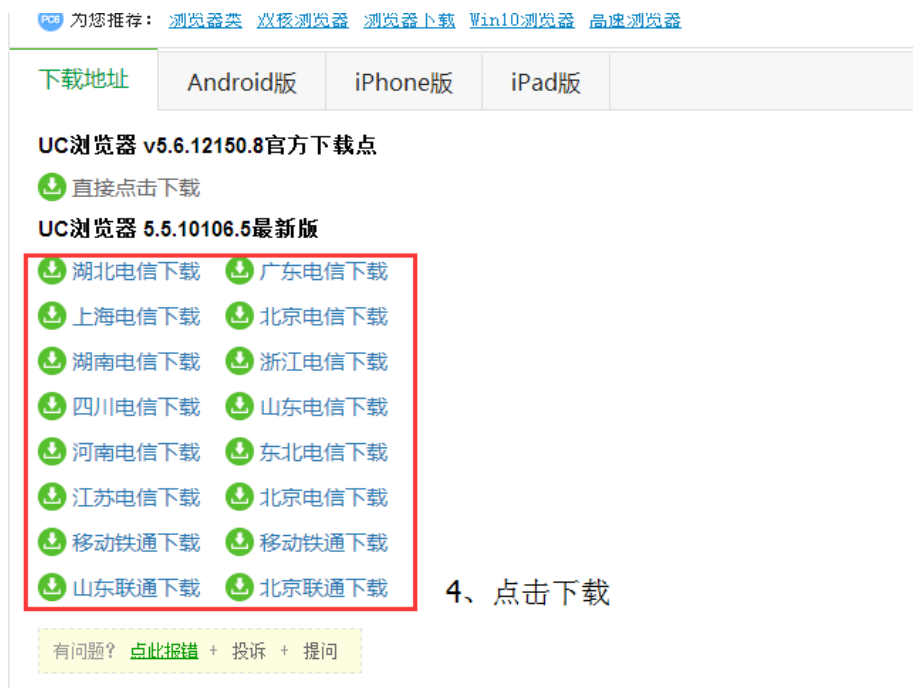 PC6 为您推荐： 浏览器类 双核浏览器 浏览器下载 Win10浏览器 高速浏览器
下载地址 Android版 iPhone版 iPad版
UC浏览器 v5.6.12150.8官方下载点
直接点击下载
UC浏览器 5.5.10106.5最新版
湖北电信下载 广东电信下载
上海电信下载 北京电信下载
湖南电信下载 浙江电信下载
四川电信下载 山东电信下载
河南电信下载 东北电信下载
江苏电信下载 北京电信下载
移动铁通下载 移动铁通下载
山东联通下载 北京联通下载
4、点击下载
有问题? 点此报错 + 投诉 + 提问